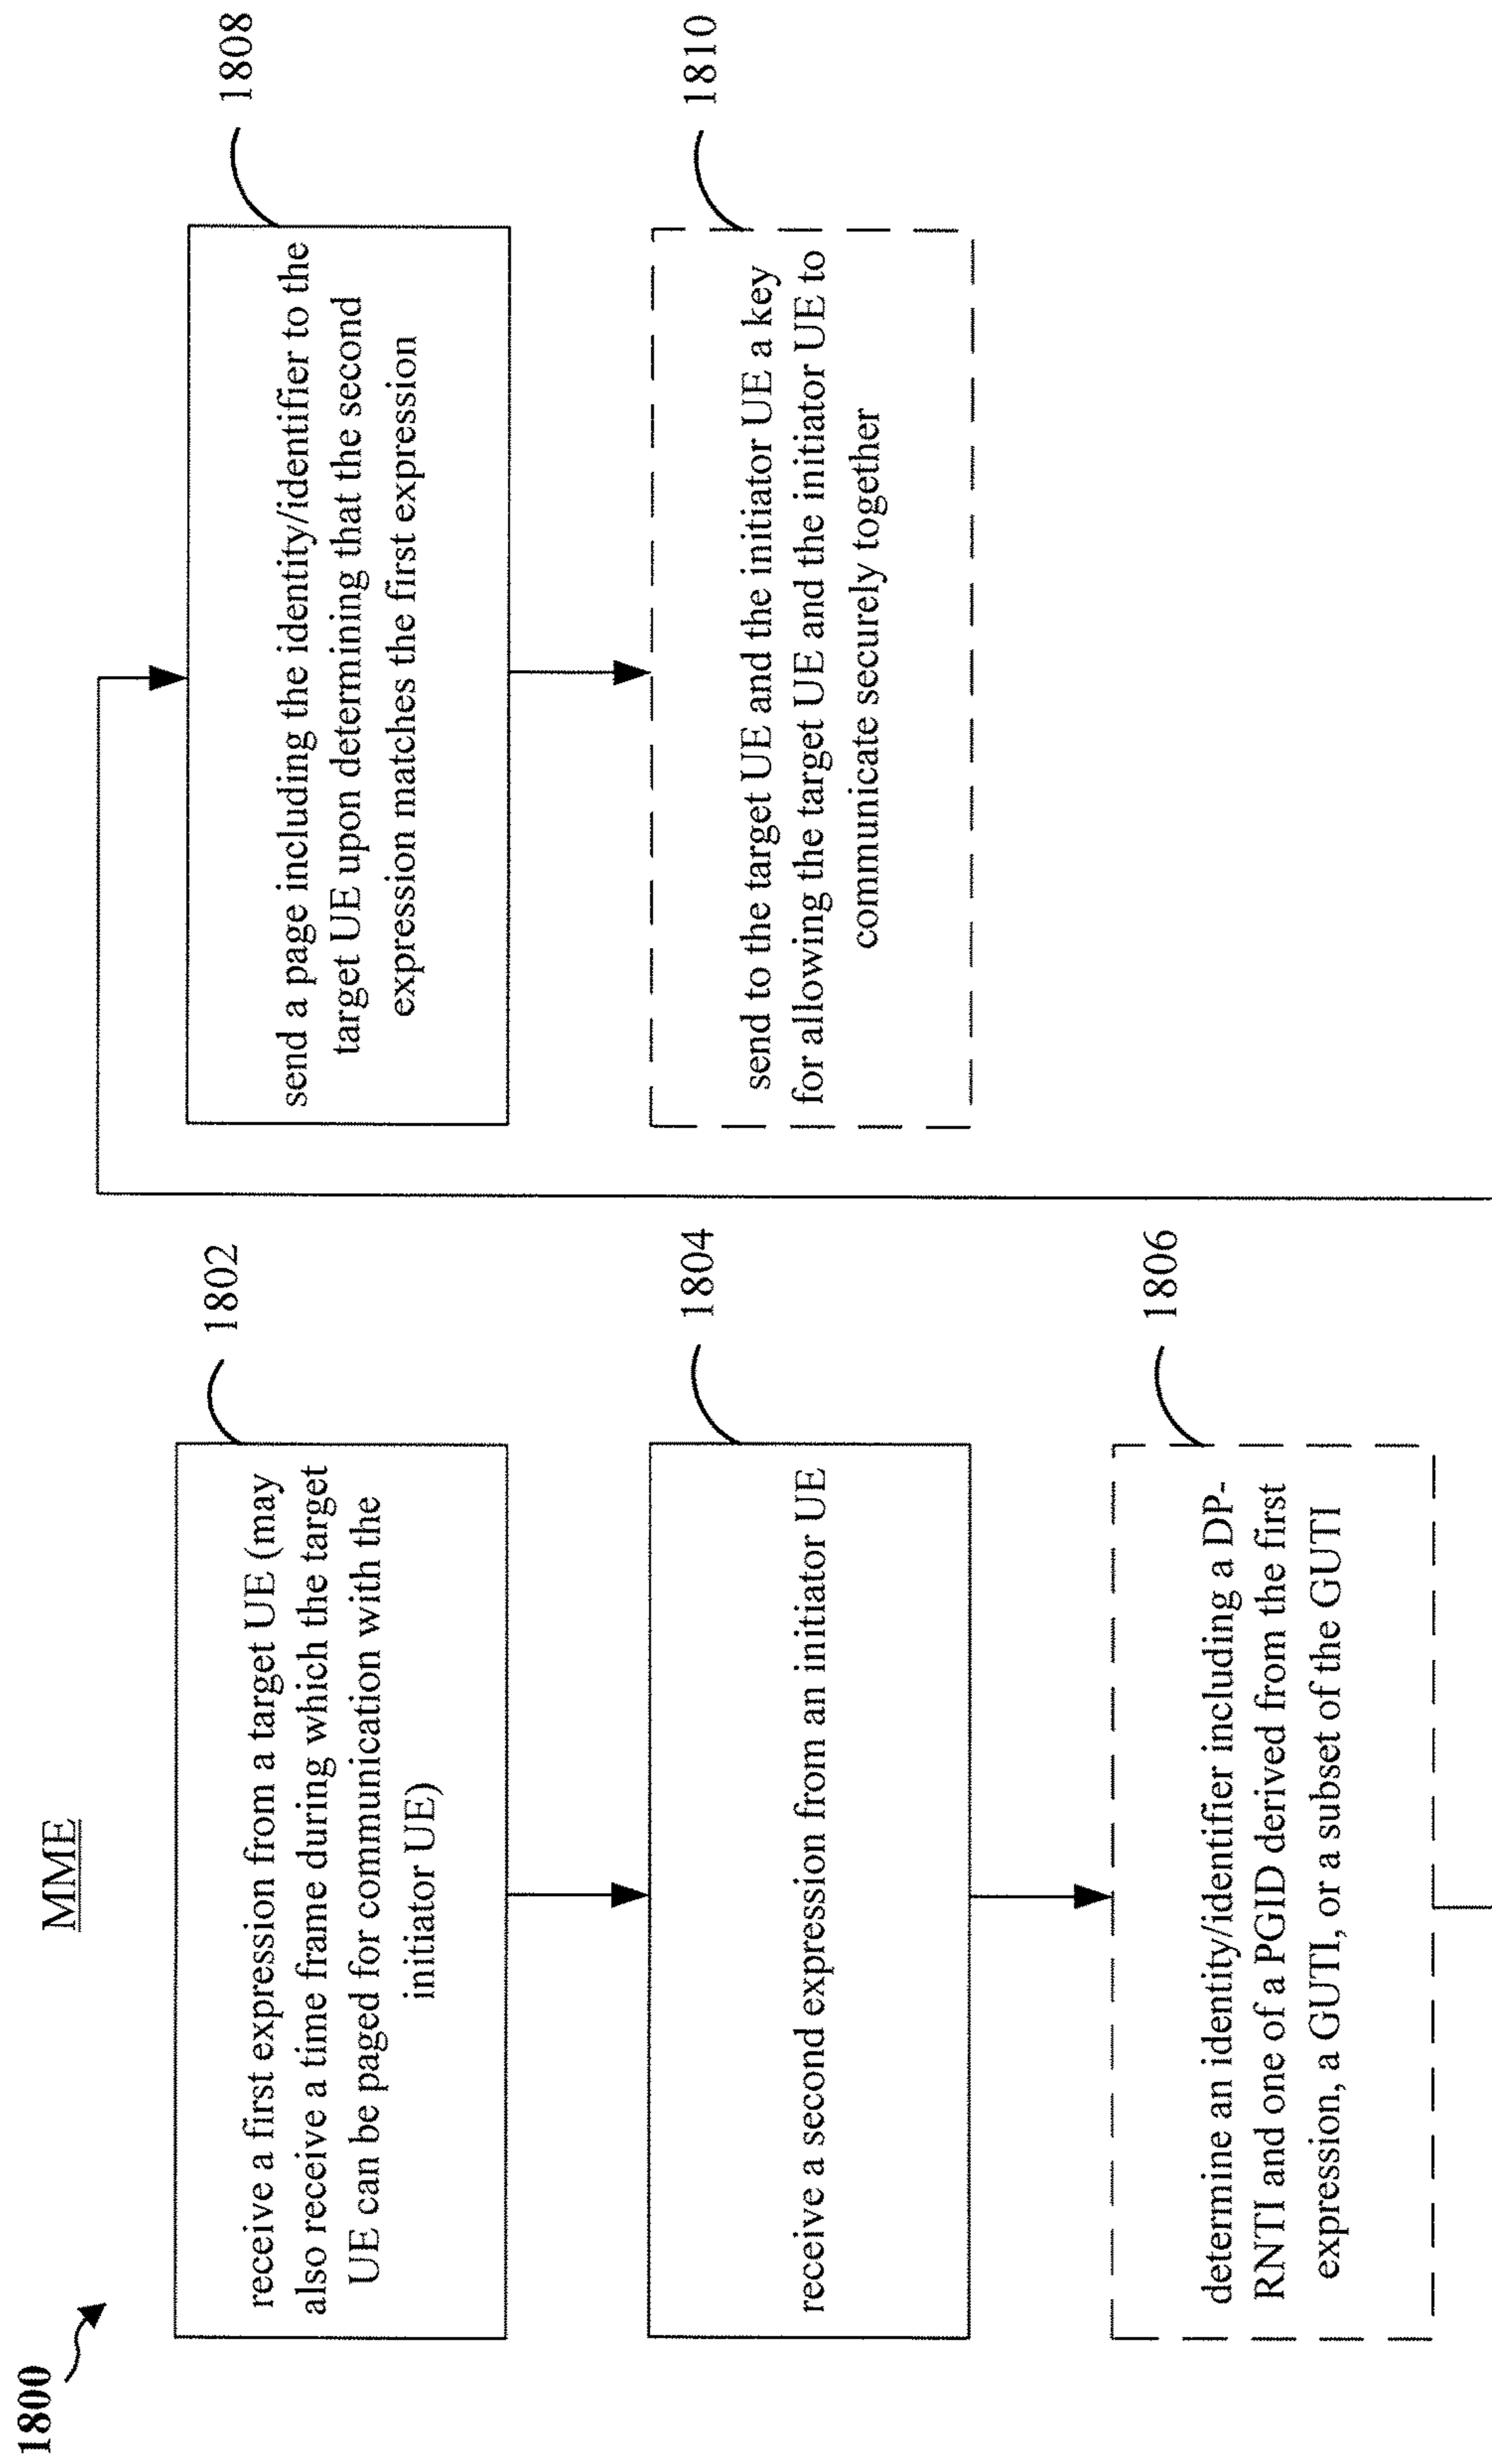 1800
MME
1802
receive a first expression from a target UE (may
also receive a time frame during which the target
UE can be paged for communication with the
initiator UE)
1804
receive a second expression from an initiator UE
1806
determine an identity/identifier including a DP-
RNTI and one of a PGID derived from the first
expression, a GUTI, or a subset of the GUTI
1808
send a page including the identity/identifier to the
target UE upon determining that the second
expression matches the first expression
1810
send to the target UE and the initiator UE a key
for allowing the target UE and the initiator UE to
communicate securely together